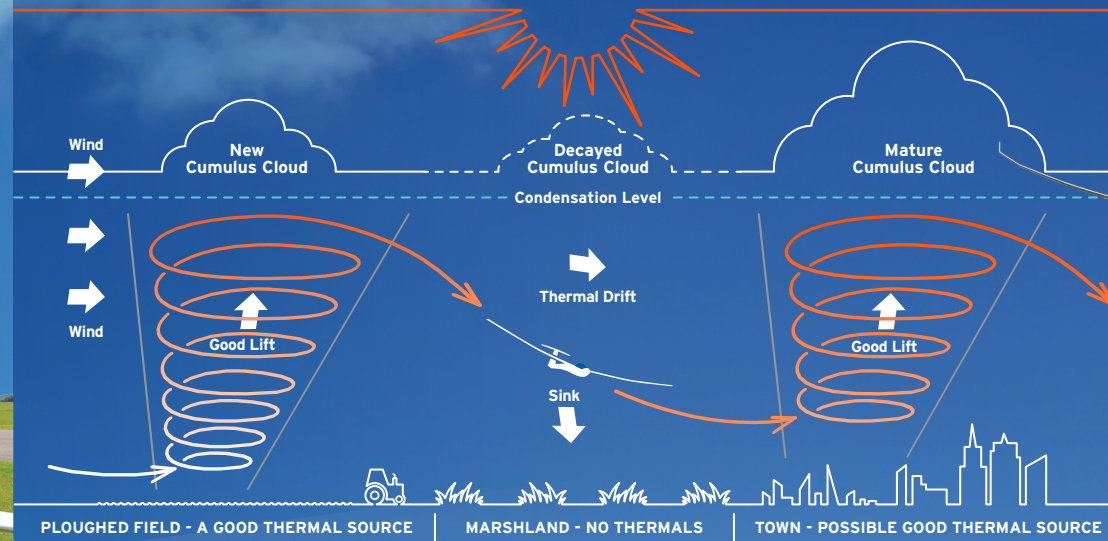 Wind
New
Cumulus Cloud
Decayed
Cumulus Cloud
Mature
Cumulus Cloud
Condensation Level
Thermal Drift
Wind
Good Lift
Good Lift
Sink
PLOUGHED FIELD - A GOOD THERMAL SOURCE
MARSHLAND - NO THERMALS
TOWN - POSSIBLE GOOD THERMAL SOURCE